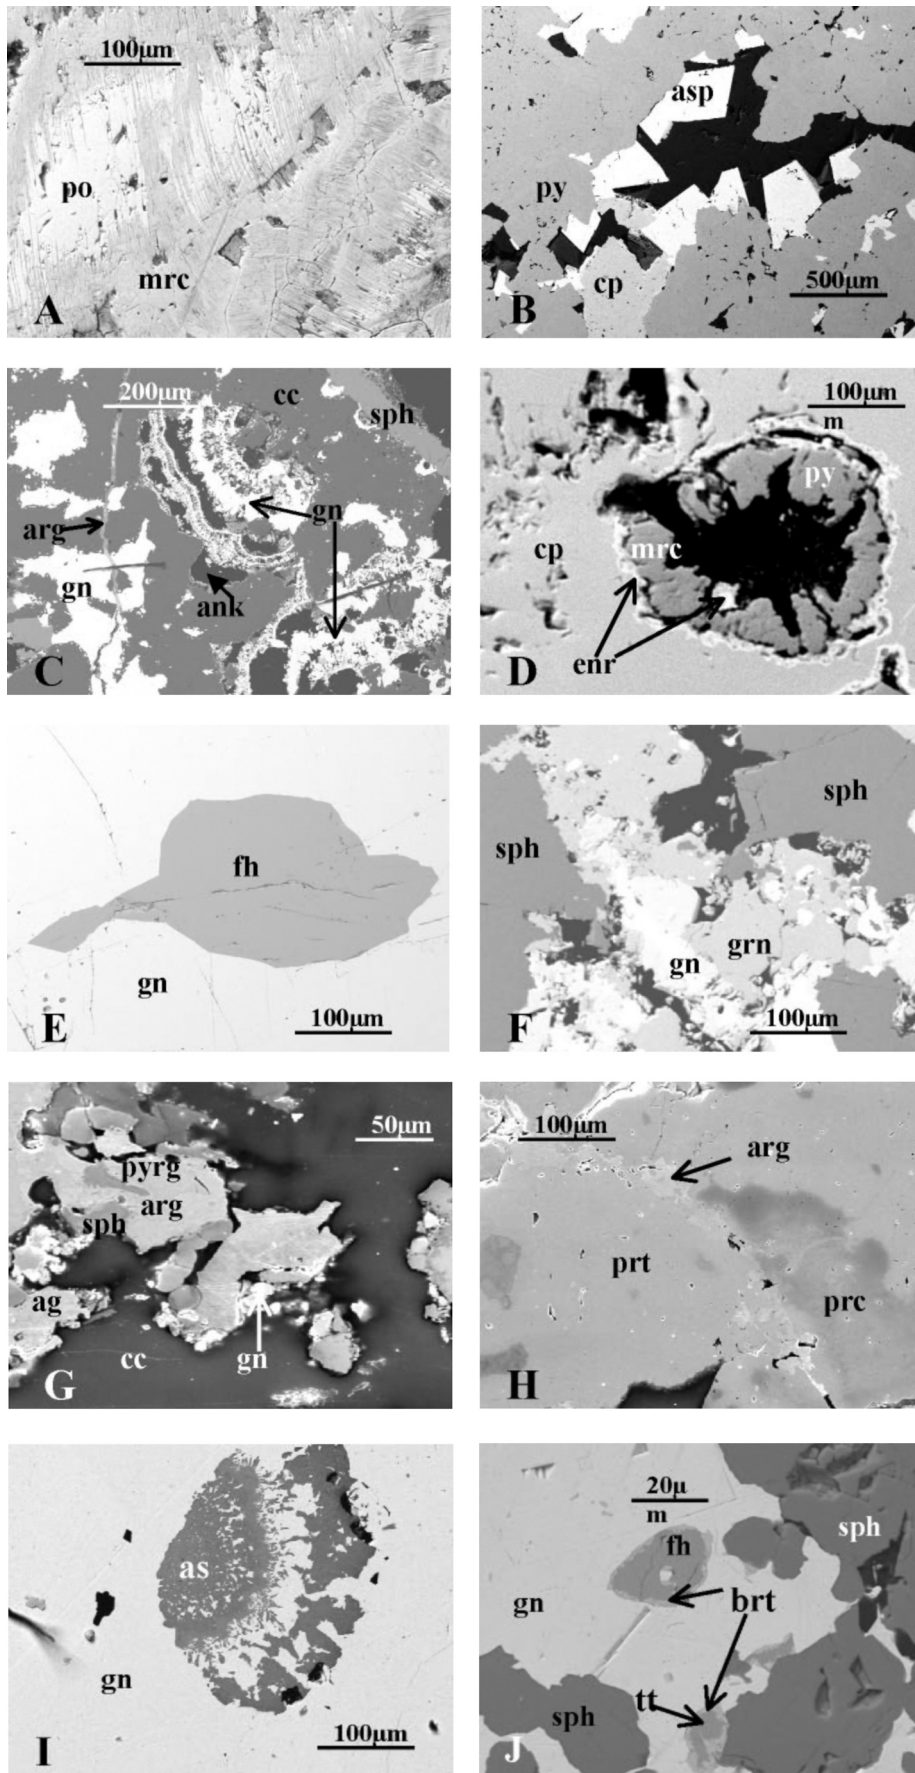 100μm
po
mrc
A
asp
py
cp
500μm
B
200μm
cc
sph
gn
arg
gn
ank
C
100μm
m
py
cp
mrc
enr
D
fh
gn
100μm
E
sph
sph
grn
gn
100μm
F
50μm
pyrg
arg
sph
ag
cc
gn
G
100μm
arg
prt
prc
H
as
gn
100μm
I
20μ
m
fh
sph
gn
brt
tt
sph
J